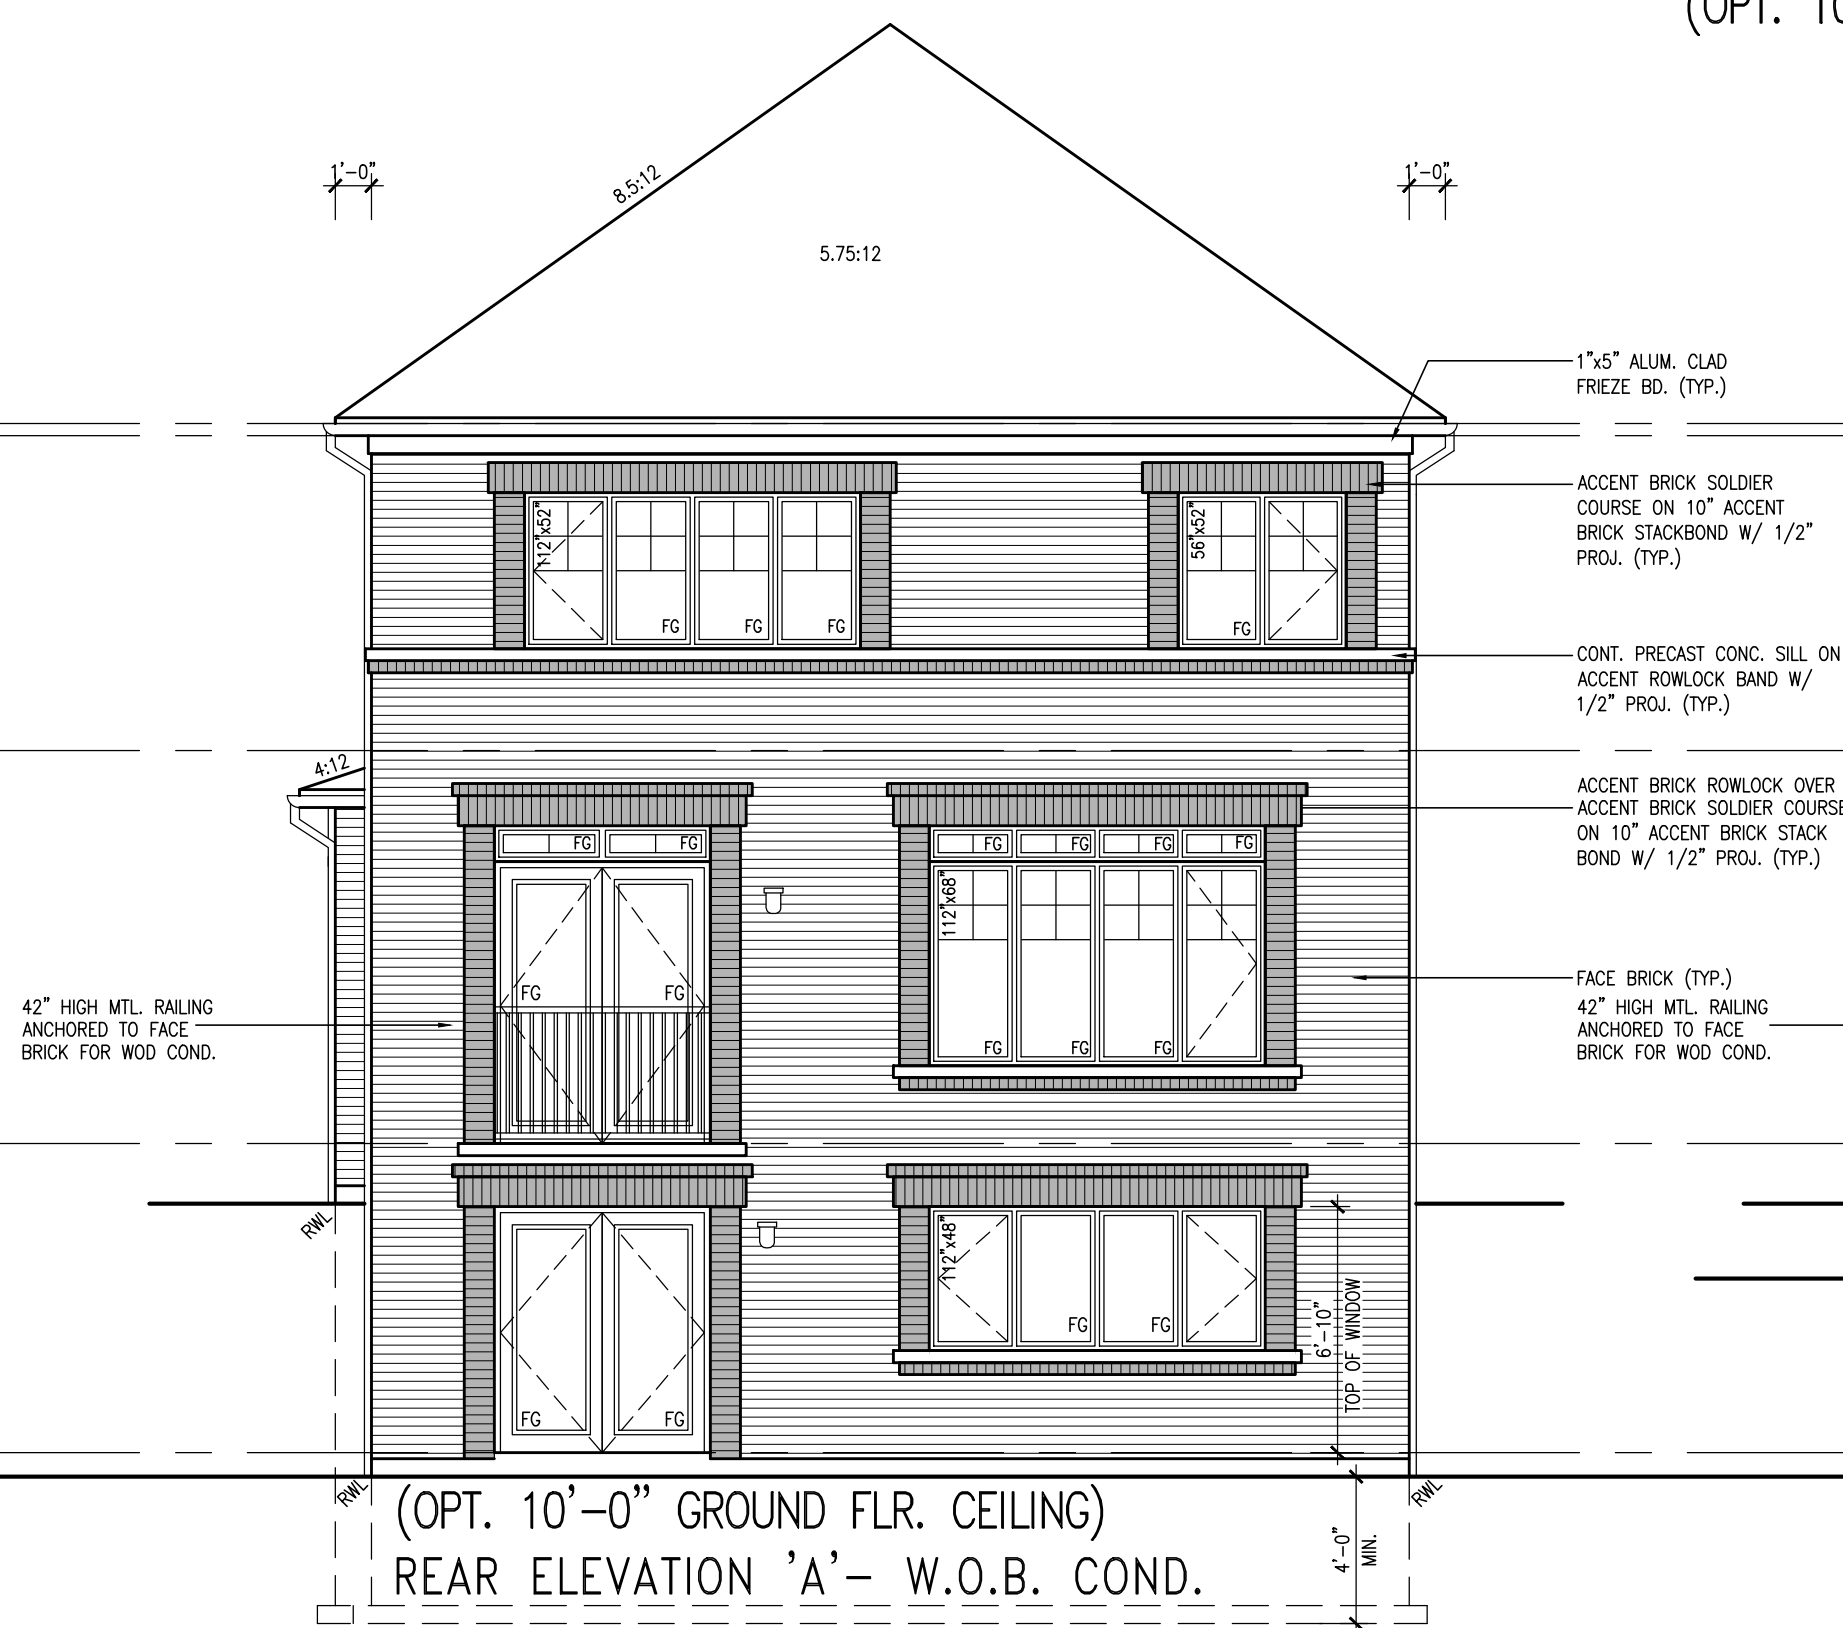 (OPT. 10
1'-0"
1'-0"
8.5:12
5.75:12
1"x5" ALUM. CLAD
FRIEZE BD. (TYP.)
ACCENT BRICK SOLDIER
COURSE ON 10" ACCENT
BRICK STACKBOND W/ 1/2"
PROJ. (TYP.)
112"x52"
FG
FG
FG
56"x52"
FG
CONT. PRECAST CONC. SILL ON
ACCENT ROWLOCK BAND W/
1/2" PROJ. (TYP.)
4:12
ACCENT BRICK ROWLOCK OVER
ACCENT BRICK SOLDIER COURSE
ON 10" ACCENT BRICK STACK
BOND W/ 1/2" PROJ. (TYP.)
FG
FG
FG
FG
FG
FG
112"x68"
FG
FG
FG
FG
FG
FACE BRICK (TYP.)
42" HIGH MTL. RAILING
ANCHORED TO FACE
BRICK FOR WOD COND.
42" HIGH MTL. RAILING
ANCHORED TO FACE
BRICK FOR WOD COND.
RWL
112"x48"
FG
FG
6'-10"
TOP OF WINDOW
FG
FG
RWL
RWL
(OPT. 10'-0" GROUND FLR. CEILING)
REAR ELEVATION 'A'- W.O.B. COND.
4'-0"
MIN.